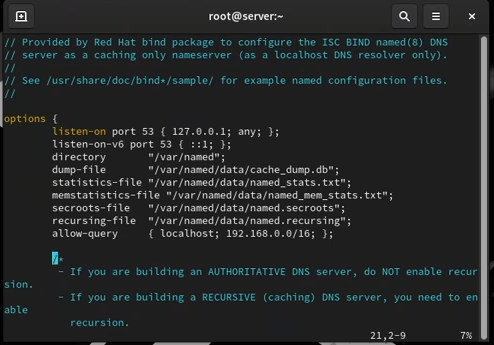 root@server:~
// Provided by Red Hat bind package to configure the ISC BIND named(8) DNS
// server as a caching only nameserver (as a localhost DNS resolver only).
//
// See /usr/share/doc/bind*/sample/ for example named configuration files.
//
options {
listen-on port 53 { 127.0.0.1; any; };
listen-on-v6 port 53 { ::1; };
directory "/var/named";
dump-file "/var/named/data/cache_dump.db";
statistics-file "/var/named/data/named_stats.txt";
memstatistics-file "/var/named/data/named_mem_stats.txt";
secroots-file "/var/named/data/named.secroots";
recursing-file "/var/named/data/named.recursing";
allow-query { localhost; 192.168.0.0/16; };
/*
- If you are building an AUTHORITATIVE DNS server, do NOT enable recur
sion.
- If you are building a RECURSIVE (caching) DNS server, you need to en
able
recursion.
21,2-9 7%